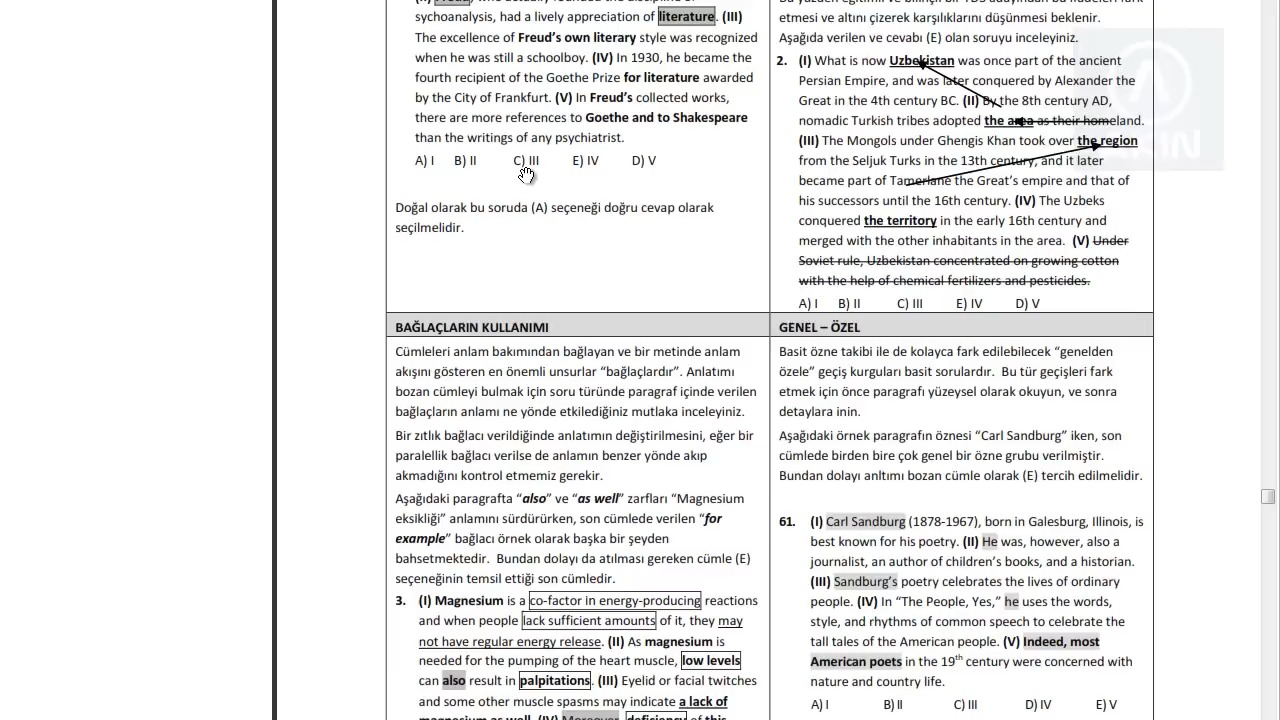 sychoanalysis, had a lively appreciation of literature. (III)
The excellence of Freud's own literary style was recognized
when he was still a schoolboy. (IV) In 1930, he became the
fourth recipient of the Goethe Prize for literature awarded
by the City of Frankfurt. (V) In Freud's collected works,
there are more references to Goethe and to Shakespeare
than the writings of any psychiatrist.
A) I B) II C) III E) IV D) V
Doğal olarak bu soruda (A) seçeneği doğru cevap olarak
seçilmelidir.
etmesi ve altını çizerek karşılıklarını düşünmesi beklenir.
Aşağıda verilen ve cevabı (E) olan soruyu inceleyiniz.
2. (I) What is now Uzbekistan was once part of the ancient
Persian Empire, and was later conquered by Alexander the
Great in the 4th century BC. (II) By the 8th century AD,
nomadic Turkish tribes adopted the area as their homeland.
(III) The Mongols under Ghengis Khan took over the region
from the Seljuk Turks in the 13th century, and it later
became part of Tamerlane the Great's empire and that of
his successors until the 16th century. (IV) The Uzbeks
conquered the territory in the early 16th century and
merged with the other inhabitants in the area. (V) Under
Soviet rule, Uzbekistan concentrated on growing cotton
with the help of chemical fertilizers and pesticides.
A) I B) II C) III E) IV D) V
BAĞLAÇLARIN KULLANIMI
Cümleleri anlam bakımından bağlayan ve bir metinde anlam
akışını gösteren en önemli unsurlar “bağlaçlardır”. Anlatımı
bozan cümleyi bulmak için soru türünde paragraf içinde verilen
bağlaçların anlamı ne yönde etkilediğiniz mutlaka inceleyiniz.
Bir zıtlık bağlacı verildiğinde anlatımın değiştirilmesini, eğer bir
paralellik bağlacı verilse de anlamın benzer yönde akıp
akmadığını kontrol etmemiz gerekir.
Aşağıdaki paragrafta “also” ve “as well” zarfları “Magnesium
eksikliği” anlamını sürdürürken, son cümlede verilen “for
example” bağlacı örnek olarak başka bir şeyden
bahsetmektedir. Bundan dolayı da atılması gereken cümle (E)
seçeneğinin temsil ettiği son cümledir.
3. (I) Magnesium is a co-factor in energy-producing reactions
and when people lack sufficient amounts of it, they may
not have regular energy release. (II) As magnesium is
needed for the pumping of the heart muscle, low levels
can also result in palpitations. (III) Eyelid or facial twitches
and some other muscle spasms may indicate a lack of
magnesium as well. (IV) Moreover, deficiency of this
GENEL – ÖZEL
Basit özne takibi ile de kolayca fark edilebilecek “genelden
özele” geçiş kurguları basit sorulardır. Bu tür geçişleri fark
etmek için önce paragrafı yüzeysel olarak okuyun, ve sonra
detaylara inin.
Aşağıdaki örnek paragrafın öznesi “Carl Sandburg” iken, son
cümlede birden bire çok genel bir özne grubu verilmiştir.
Bundan dolayı anltımı bozan cümle olarak (E) tercih edilmelidir.
61. (I) Carl Sandburg (1878-1967), born in Galesburg, Illinois, is
best known for his poetry. (II) He was, however, also a
journalist, an author of children's books, and a historian.
(III) Sandburg's poetry celebrates the lives of ordinary
people. (IV) In “The People, Yes,” he uses the words,
style, and rhythms of common speech to celebrate the
tall tales of the American people. (V) Indeed, most
American poets in the 19th century were concerned with
nature and country life.
A) I B) II C) III D) IV E) V